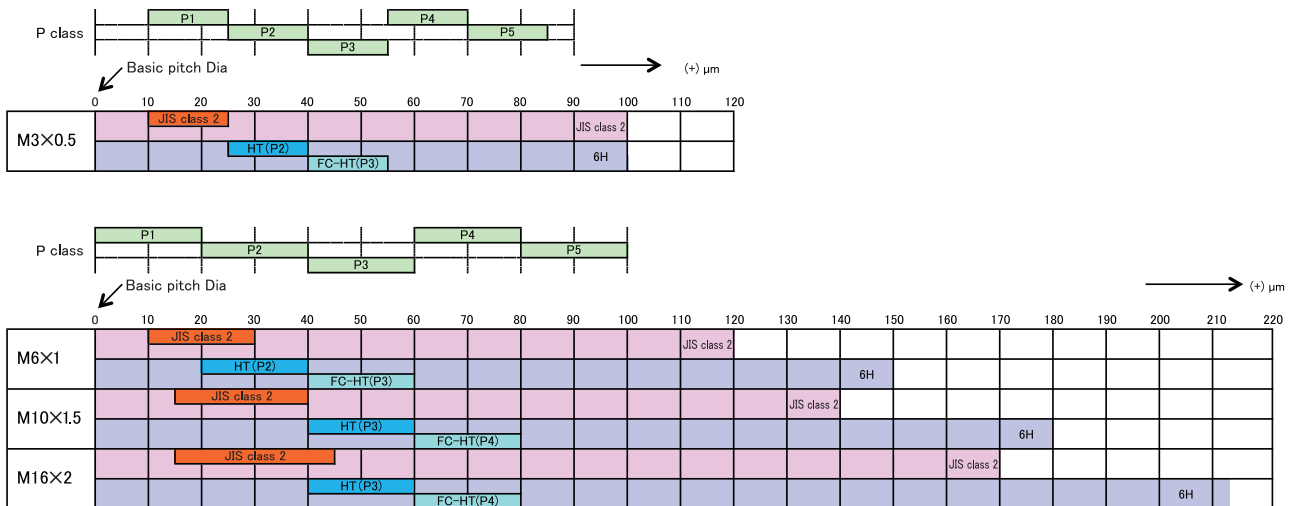 P1 P4
P class P2 P5
P3
Basic pitch Dia (+) μm
0 10 20 30 40 50 60 70 80 90 100 110 120
M3×0.5
JIS class 2 JIS class 2
HT(P2) 6H
FC-HT(P3)
P1 P4
P class P2 P5
P3
Basic pitch Dia (+) μm
0 10 20 30 40 50 60 70 80 90 100 110 120 130 140 150 160 170 180 190 200 210 220
M6×1
JIS class 2 JIS class 2
HT(P2) 6H
FC-HT(P3)
M10×1.5
JIS class 2 JIS class 2
HT(P3) 6H
FC-HT(P4)
M16×2
JIS class 2 JIS class 2
HT(P3) 6H
FC-HT(P4)